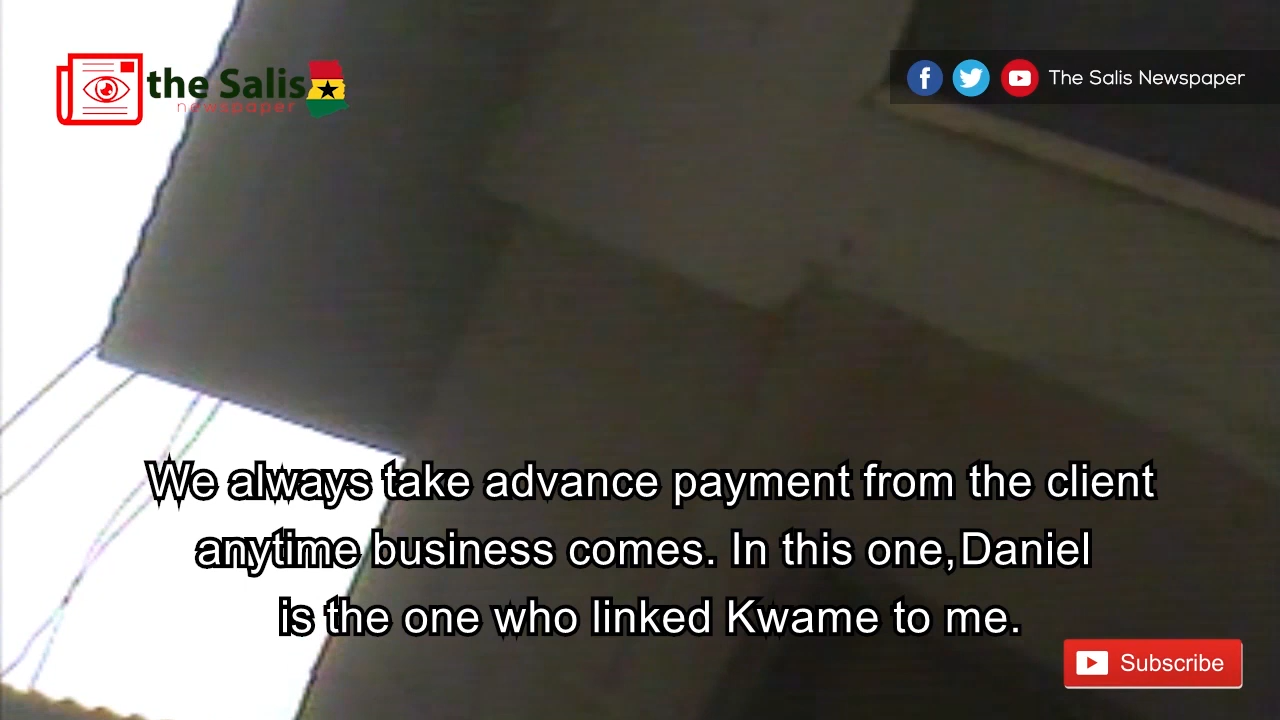 the Salis
newspaper
The Salis Newspaper
We always take advance payment from the client
anytime business comes. In this one,Daniel
is the one who linked Kwame to me.
Subscribe